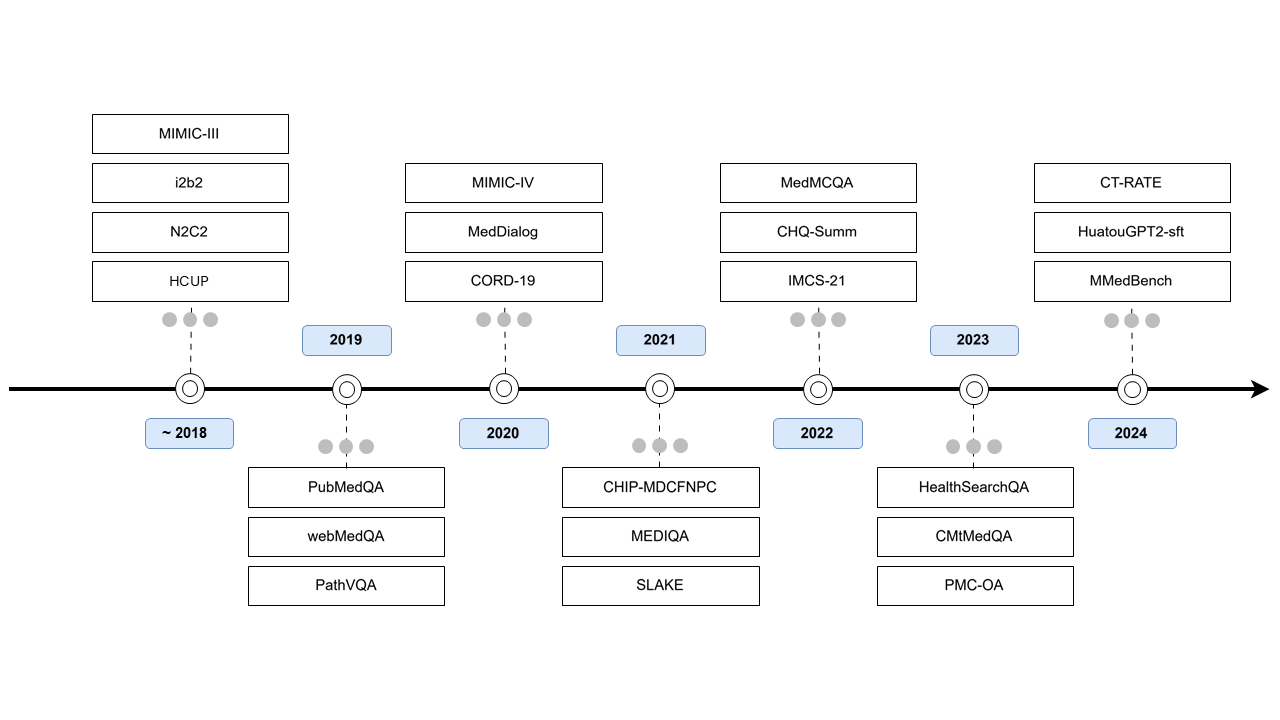 MIMIC-III
i2b2
N2C2
HCUP
~ 2018
2019
PubMedQA
webMedQA
PathVQA
MIMIC-IV
MedDialog
CORD-19
2020
2021
CHIP-MDCFNPC
MEDIQA
SLAKE
MedMCQA
CHQ-Summ
IMCS-21
2022
2023
HealthSearchQA
CMtMedQA
PMC-OA
CT-RATE
HuatouGPT2-sft
MMedBench
2024